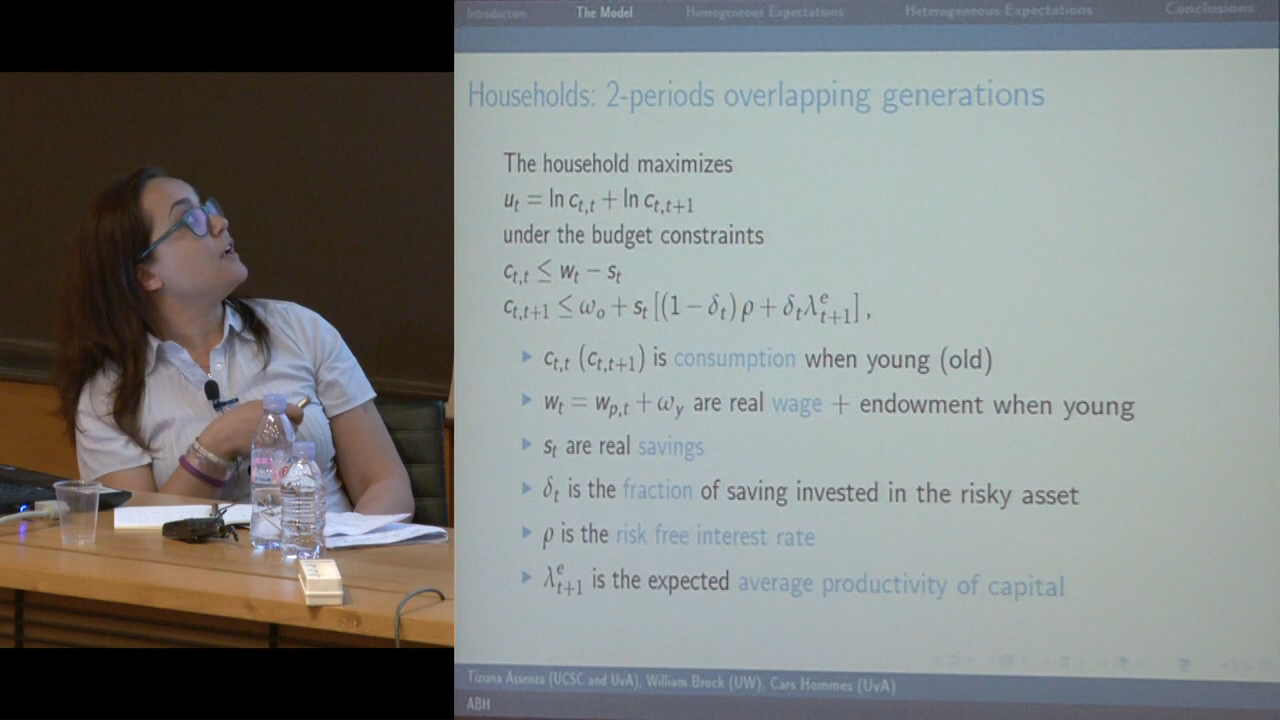 Introduction The Model Homogeneous Expectations Heterogeneous Expectations Conclusions
Households: 2-periods overlapping generations
The household maximizes
u_t = ln c_{t,t} + ln c_{t,t+1}
under the budget constraints
c_{t,t} ≤ w_t − s_t
c_{t,t+1} ≤ ω_o + s_t [(1 − δ_t) ρ + δ_t λ^e_{t+1}] ,
c_{t,t} (c_{t,t+1}) is consumption when young (old)
w_t = w_{p,t} + ω_y are real wage + endowment when young
s_t are real savings
δ_t is the fraction of saving invested in the risky asset
ρ is the risk free interest rate
λ^e_{t+1} is the expected average productivity of capital
Tiziana Assenza (UCSC and UvA), William Brock (UW), Cars Hommes (UvA)
ABH